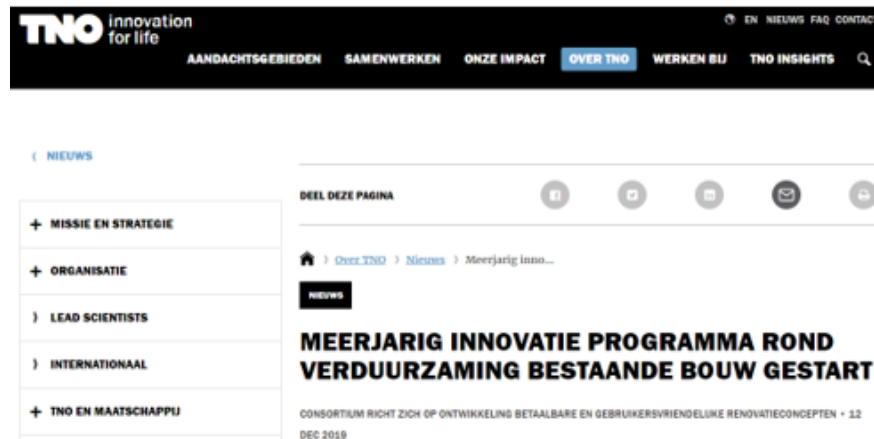 TNO innovation
for life
EN NIEUWS FAQ CONTACT
AANDACHTSGEBIEDEN SAMENWERKEN ONZE IMPACT OVER TNO WERKEN BIJ TNO INSIGHTS
NIEUWS
DEEL DEZE PAGINA
+ MISSIE EN STRATEGIE
+ ORGANISATIE
LEAD SCIENTISTS
INTERNATIONAAL
+ TNO EN MAATSCHAPPIJ
Over TNO Nieuws Meerjarig inno...
NIEUWS
MEERJARIG INNOVATIE PROGRAMMA ROND
VERDUURZAMING BESTAANDE BOUW GESTART
CONSORTIUM RICHT ZICH OP ONTWIKKELING BETAALBARE EN GEBRUIKERSVRIENDELIJKE RENOVATIECONCEPTEN • 12
DEC 2019